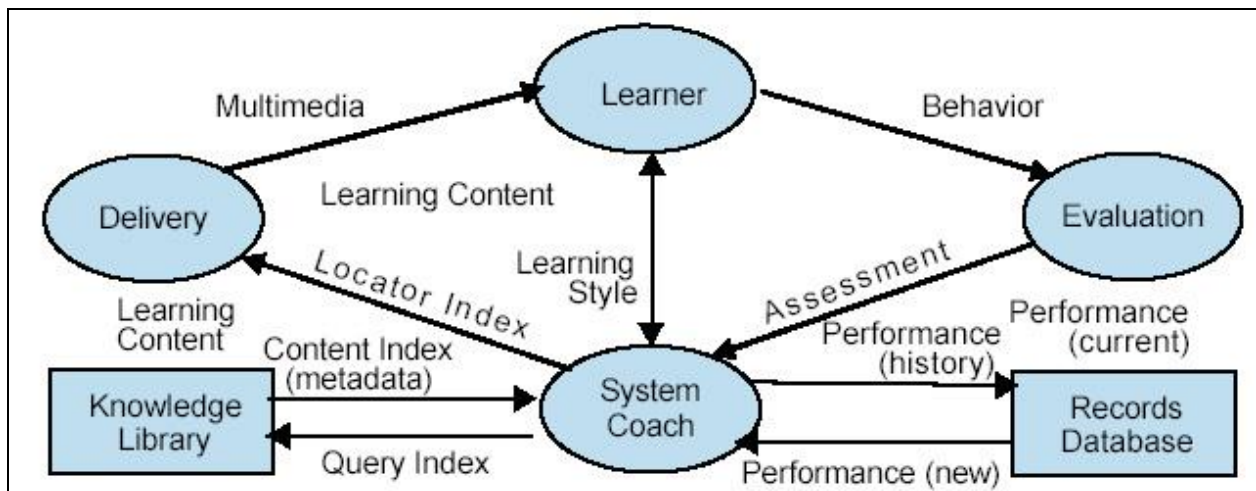 Learner
Multimedia
Behavior
Learning Content
Delivery
Evaluation
Locator Index
Learning
Style
Assessment
Learning
Content
Performance
(current)
Content Index
(metadata)
Performance
(history)
Knowledge
Library
System
Coach
Records
Database
Query Index
Performance (new)